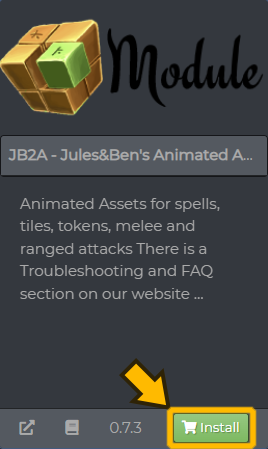 Module
JB2A - Jules&Ben's Animated A...
Animated Assets for spells,
tiles, tokens, melee and
ranged attacks There is a
Troubleshooting and FAQ
section on our website ...
0.7.3
Install